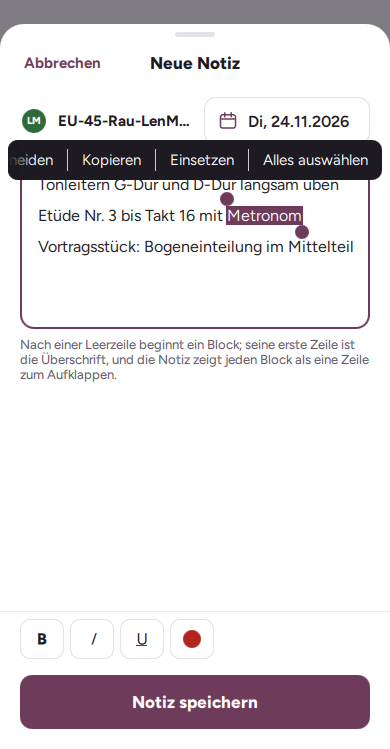 Abbrechen
Neue Notiz
LM
EU-45-Rau-LenM...
Di, 24.11.2026
Kopieren
Einsetzen
Alles auswählen
Tonleitern G-Dur und D-Dur langsam üben
Etüde Nr. 3 bis Takt 16 mit Metronom
Vortragsstück: Bogeneinteilung im Mittelteil
Nach einer Leerzeile beginnt ein Block; seine erste Zeile ist
die Überschrift, und die Notiz zeigt jeden Block als eine Zeile
zum Aufklappen.
B
I
U
Notiz speichern